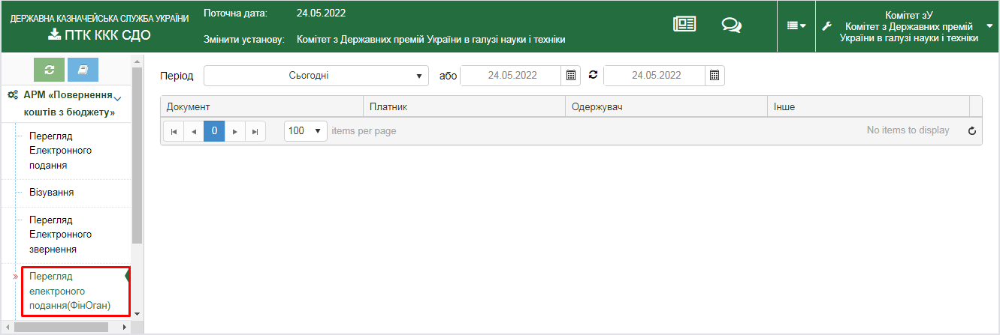 ДЕРЖАВНА КАЗНАЧЕЙСЬКА СЛУЖБА УКРАЇНИ
ПТК ККК СДО
Поточна дата: 24.05.2022
Змінити установу: Комітет з Державних премій України в галузі науки і техніки
Комітет зУ
Комітет з Державних премій
України в галузі науки і техніки
АРМ «Повернення
коштів з бюджету»
Перегляд
Електронного
подання
Візування
Перегляд
Електронного
звернення
Перегляд
електроного
подання(ФінОган)
Період Сьогодні або 24.05.2022 24.05.2022
Документ Платник Одержувач Інше
0 100 items per page No items to display